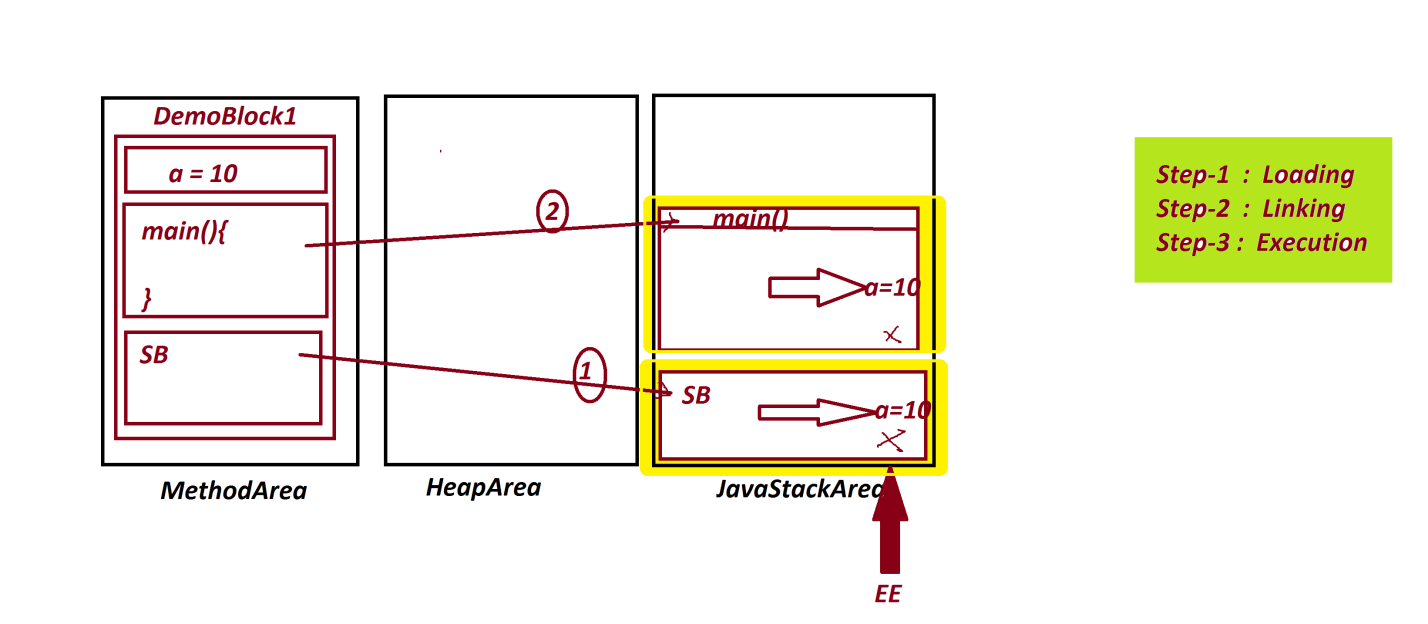 DemoBlock1
a = 10
main(){
}
SB
MethodArea
HeapArea
2
1
main()
a=10
x
SB
a=10
x
JavaStackArea
EE
Step-1 : Loading
Step-2 : Linking
Step-3 : Execution